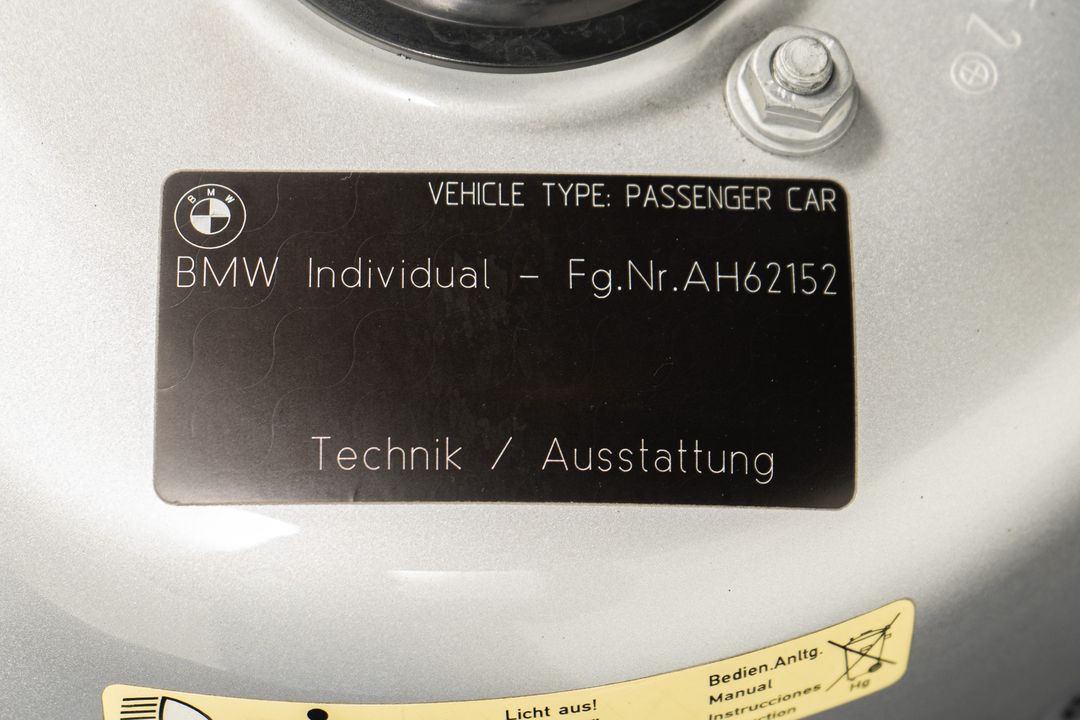 2
BMW
VEHICLE TYPE: PASSENGER CAR
BMW Individual - Fg.Nr.AH62152
Technik / Ausstattung
Licht aus!
Bedien.Anltg.
Manual
Instrucciones
Hg